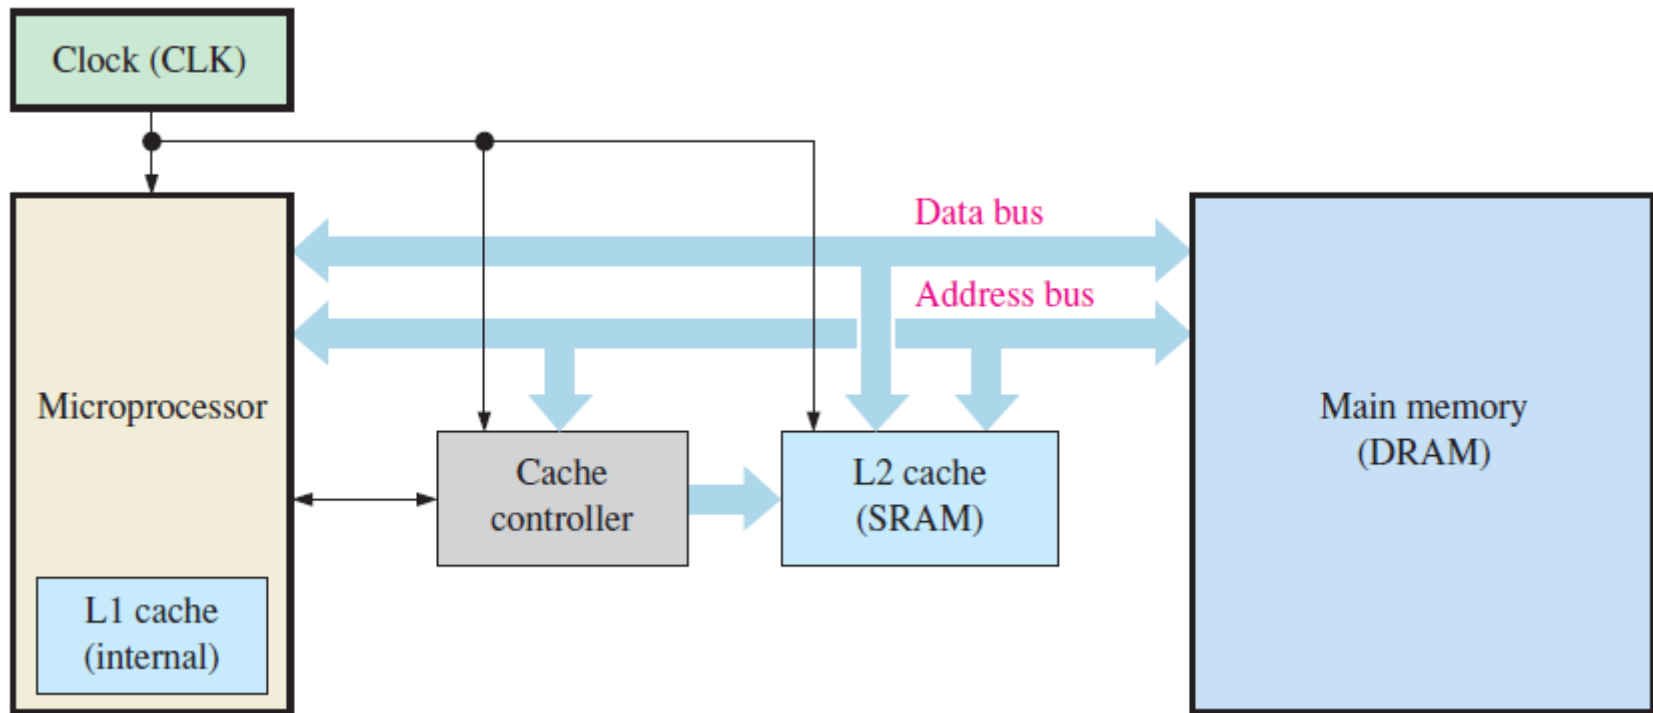 Clock (CLK)
Data bus
Address bus
Microprocessor
Main memory
(DRAM)
Cache
controller
L2 cache
(SRAM)
L1 cache
(internal)